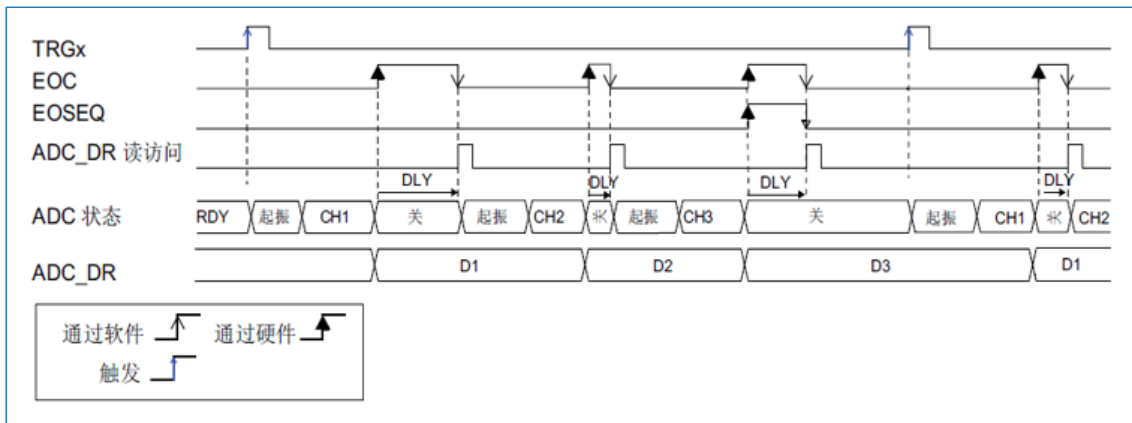 TRGx
EOC
EOSEQ
ADC_DR 读访问
DLY DLY DLY DLY
ADC 状态 RDY 起振 CH1 关 起振 CH2 关 起振 CH3 关 起振 CH1 关 CH2
ADC_DR D1 D2 D3 D1
通过软件 通过硬件
触发